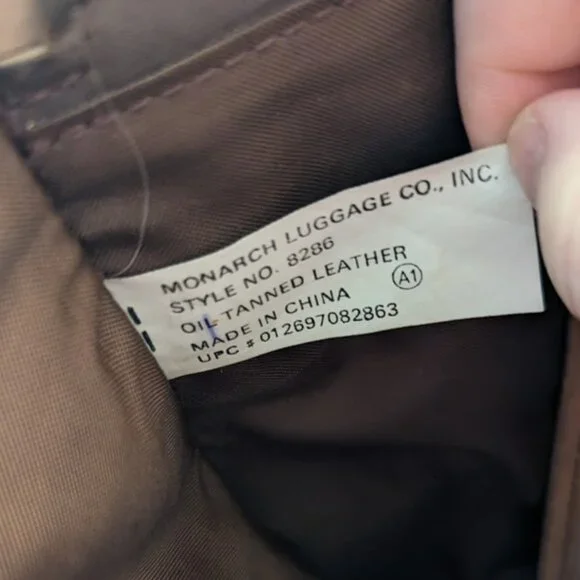 MONARCH LUGGAGE CO., INC.
STYLE NO. 8286
OIL TANNED LEATHER
MADE IN CHINA A1
UPC # 012697082863